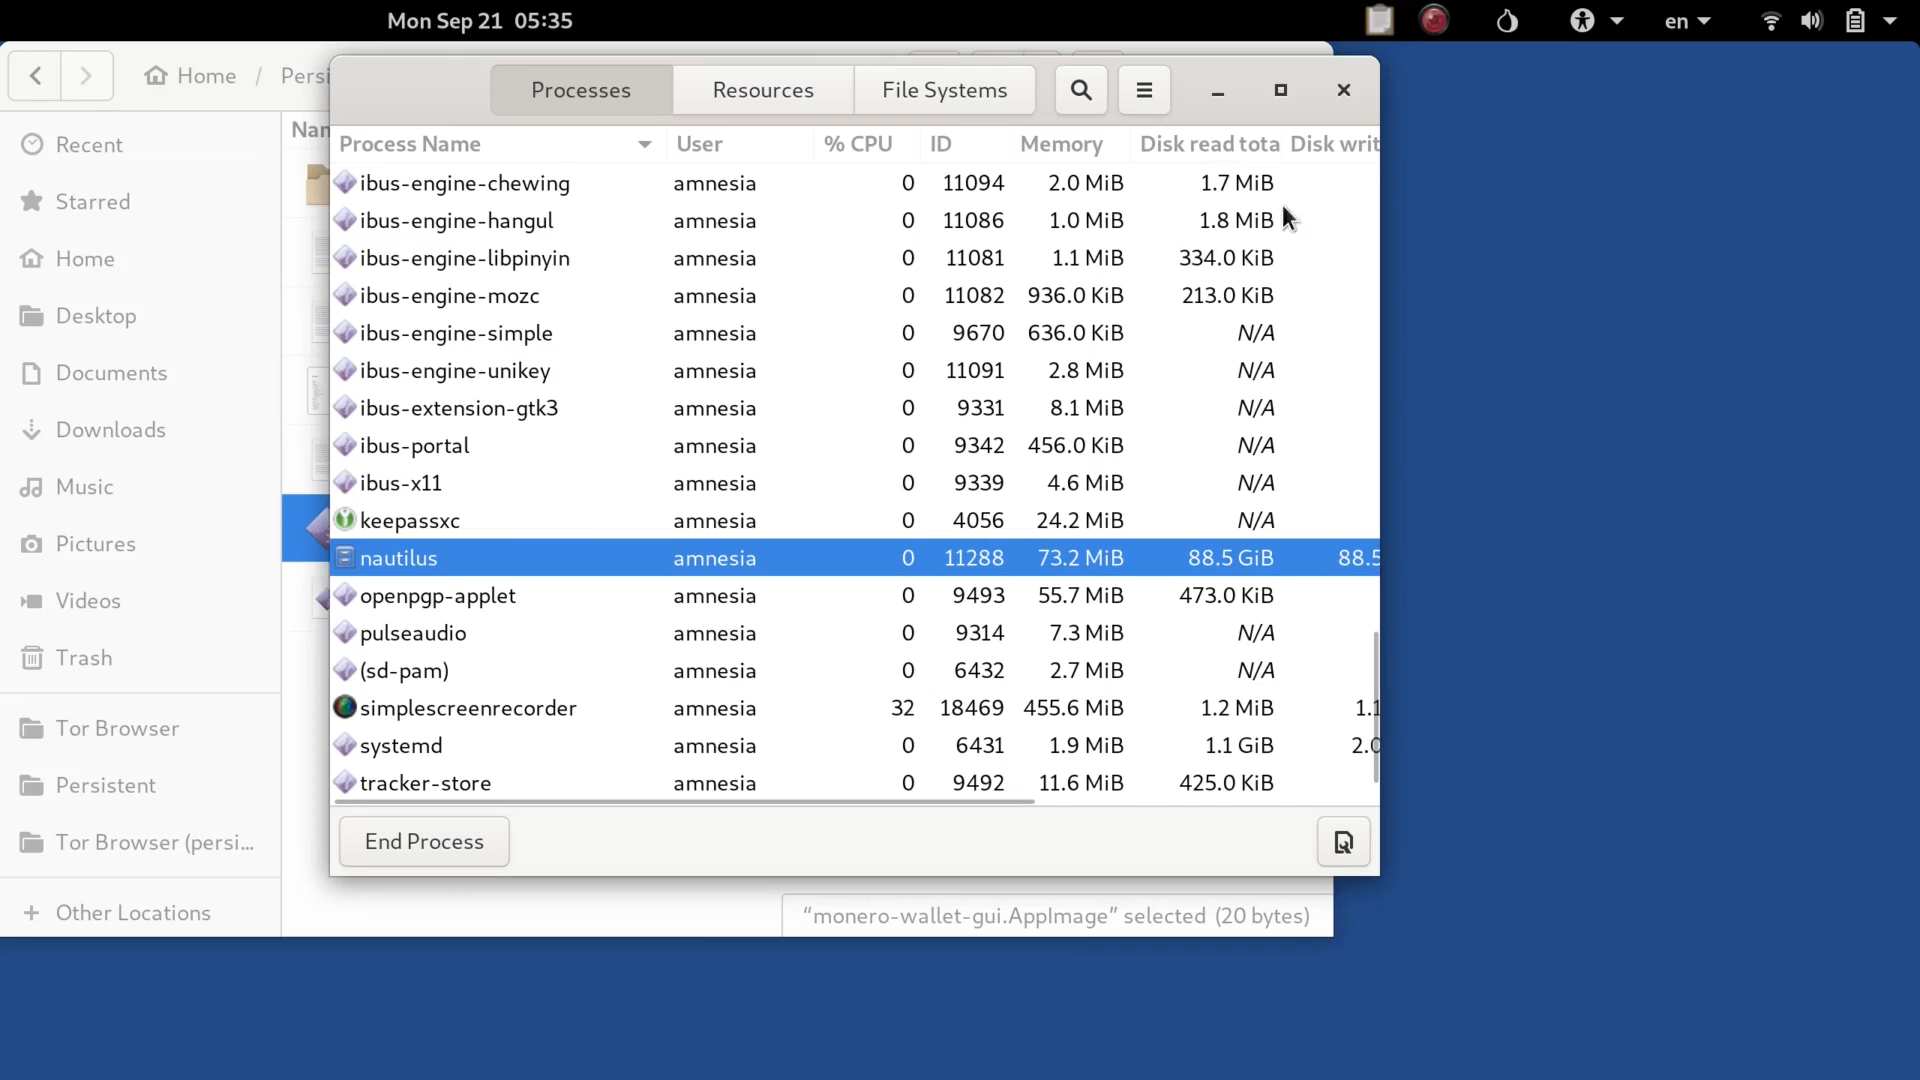 Mon Sep 21 05:35
en
Home / Persi
Processes
Resources
File Systems
Recent
Starred
Home
Desktop
Documents
Downloads
Music
Pictures
Videos
Trash
Tor Browser
Persistent
Tor Browser (persi...
Other Locations
Nan
Process Name User % CPU ID Memory Disk read tota Disk writ
ibus-engine-chewing amnesia 0 11094 2.0 MiB 1.7 MiB
ibus-engine-hangul amnesia 0 11086 1.0 MiB 1.8 MiB
ibus-engine-libpinyin amnesia 0 11081 1.1 MiB 334.0 KiB
ibus-engine-mozc amnesia 0 11082 936.0 KiB 213.0 KiB
ibus-engine-simple amnesia 0 9670 636.0 KiB N/A
ibus-engine-unikey amnesia 0 11091 2.8 MiB N/A
ibus-extension-gtk3 amnesia 0 9331 8.1 MiB N/A
ibus-portal amnesia 0 9342 456.0 KiB N/A
ibus-x11 amnesia 0 9339 4.6 MiB N/A
keepassxc amnesia 0 4056 24.2 MiB N/A
nautilus amnesia 0 11288 73.2 MiB 88.5 GiB 88.5
openpgp-applet amnesia 0 9493 55.7 MiB 473.0 KiB
pulseaudio amnesia 0 9314 7.3 MiB N/A
(sd-pam) amnesia 0 6432 2.7 MiB N/A
simplescreenrecorder amnesia 32 18469 455.6 MiB 1.2 MiB 1.1
systemd amnesia 0 6431 1.9 MiB 1.1 GiB 2.0
tracker-store amnesia 0 9492 11.6 MiB 425.0 KiB
End Process
“monero-wallet-gui.AppImage” selected (20 bytes)